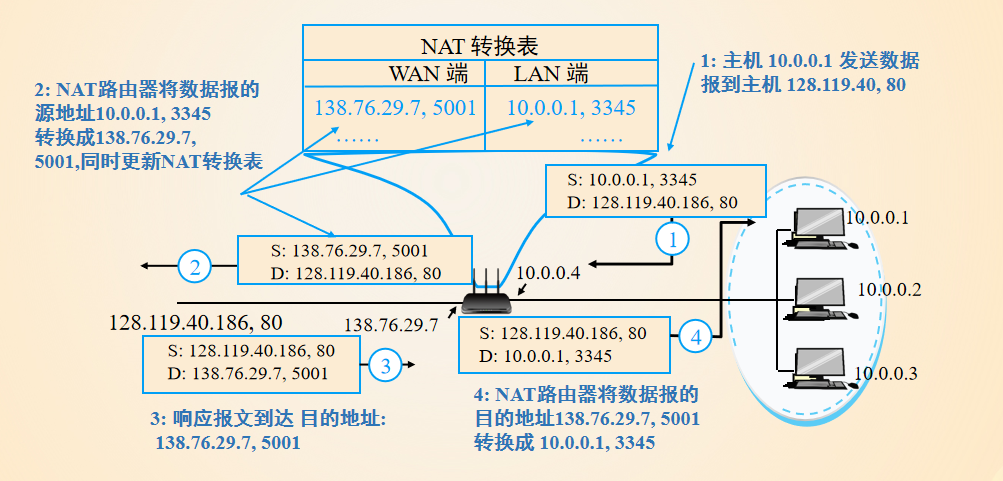 NAT 转换表
WAN 端
LAN 端
138.76.29.7, 5001
10.0.0.1, 3345
……
……
1: 主机 10.0.0.1 发送数据
报到主机 128.119.40, 80
2: NAT路由器将数据报的
源地址10.0.0.1, 3345
转换成138.76.29.7,
5001,同时更新NAT转换表
S: 10.0.0.1, 3345
D: 128.119.40.186, 80
1
10.0.0.1
S: 138.76.29.7, 5001
D: 128.119.40.186, 80
2
10.0.0.4
10.0.0.2
128.119.40.186, 80
138.76.29.7
S: 128.119.40.186, 80
D: 10.0.0.1, 3345
4
S: 128.119.40.186, 80
D: 138.76.29.7, 5001
3
10.0.0.3
3: 响应报文到达 目的地址:
138.76.29.7, 5001
4: NAT路由器将数据报的
目的地址138.76.29.7, 5001
转换成 10.0.0.1, 3345